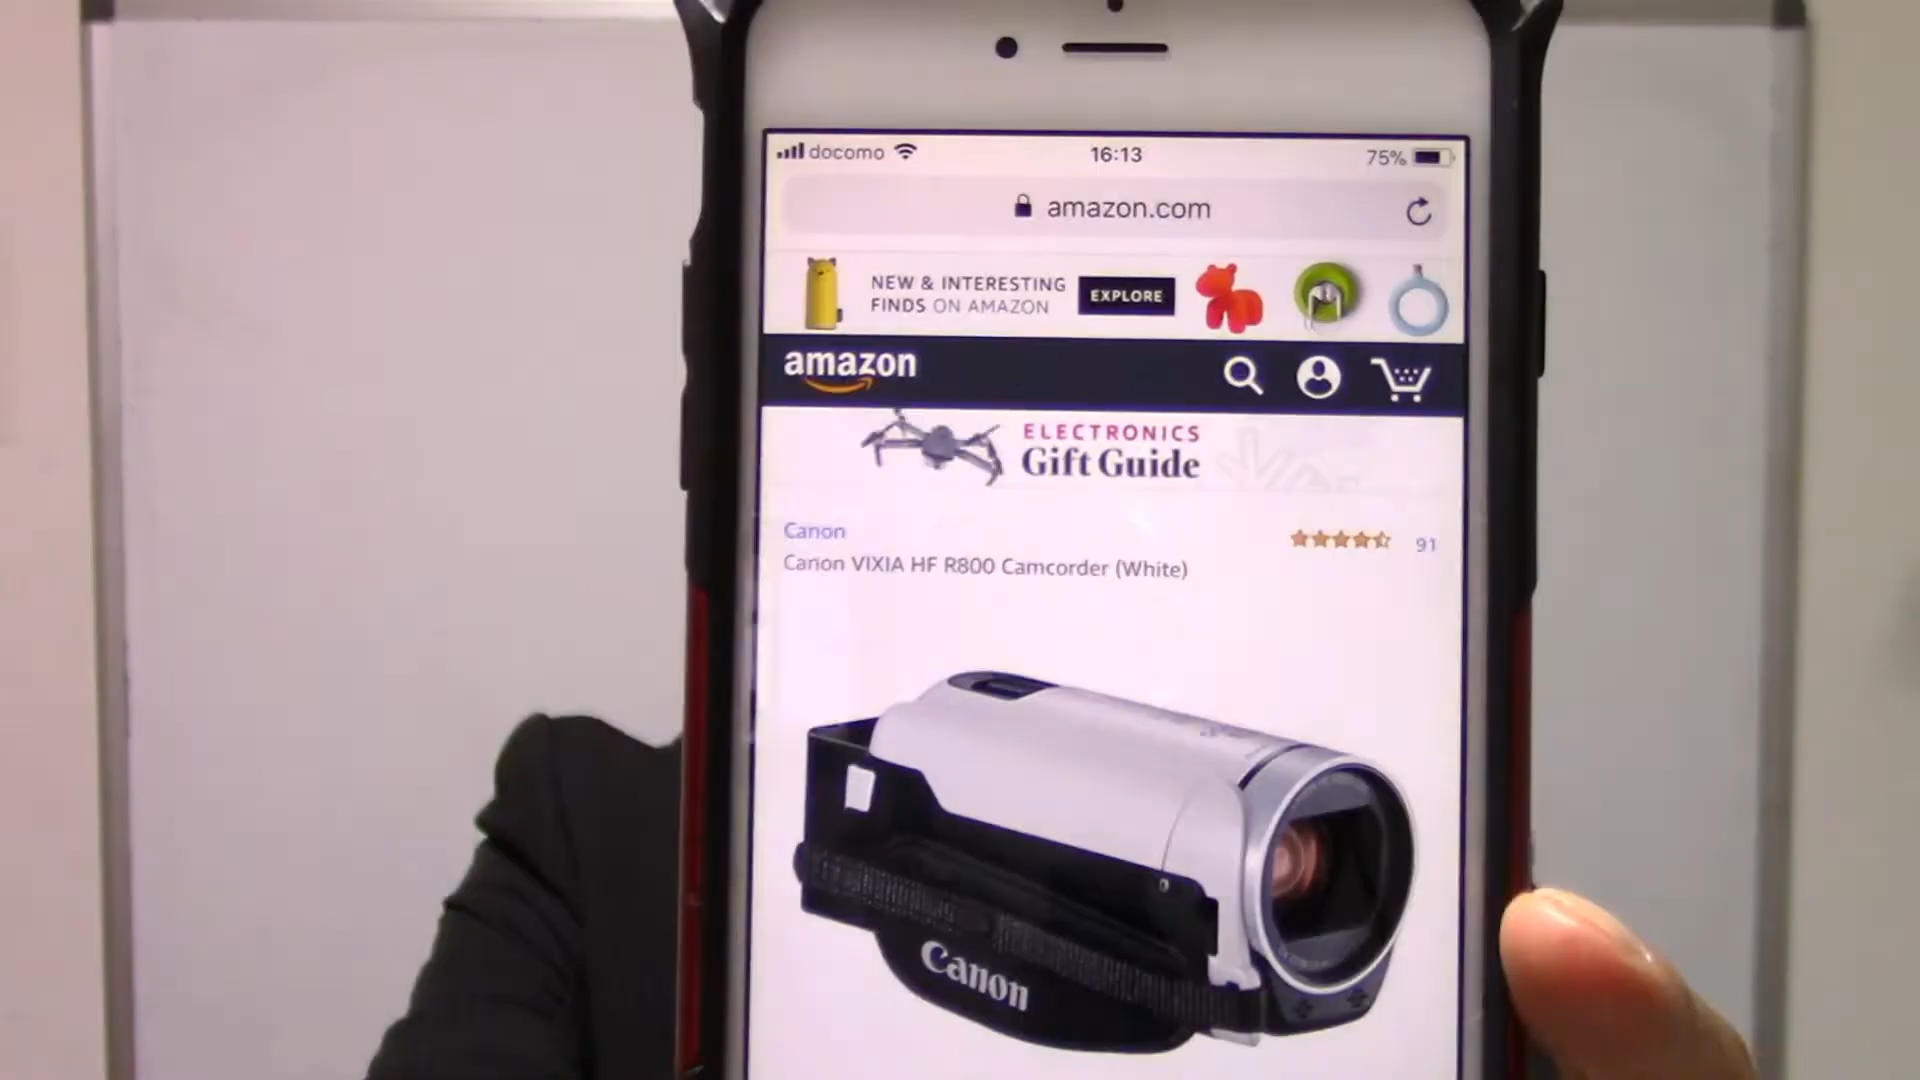 docomo 16:13 75%
amazon.com
NEW & INTERESTING
FINDS ON AMAZON
EXPLORE
amazon
ELECTRONICS
Gift Guide
Canon 91
Canon VIXIA HF R800 Camcorder (White)
Canon